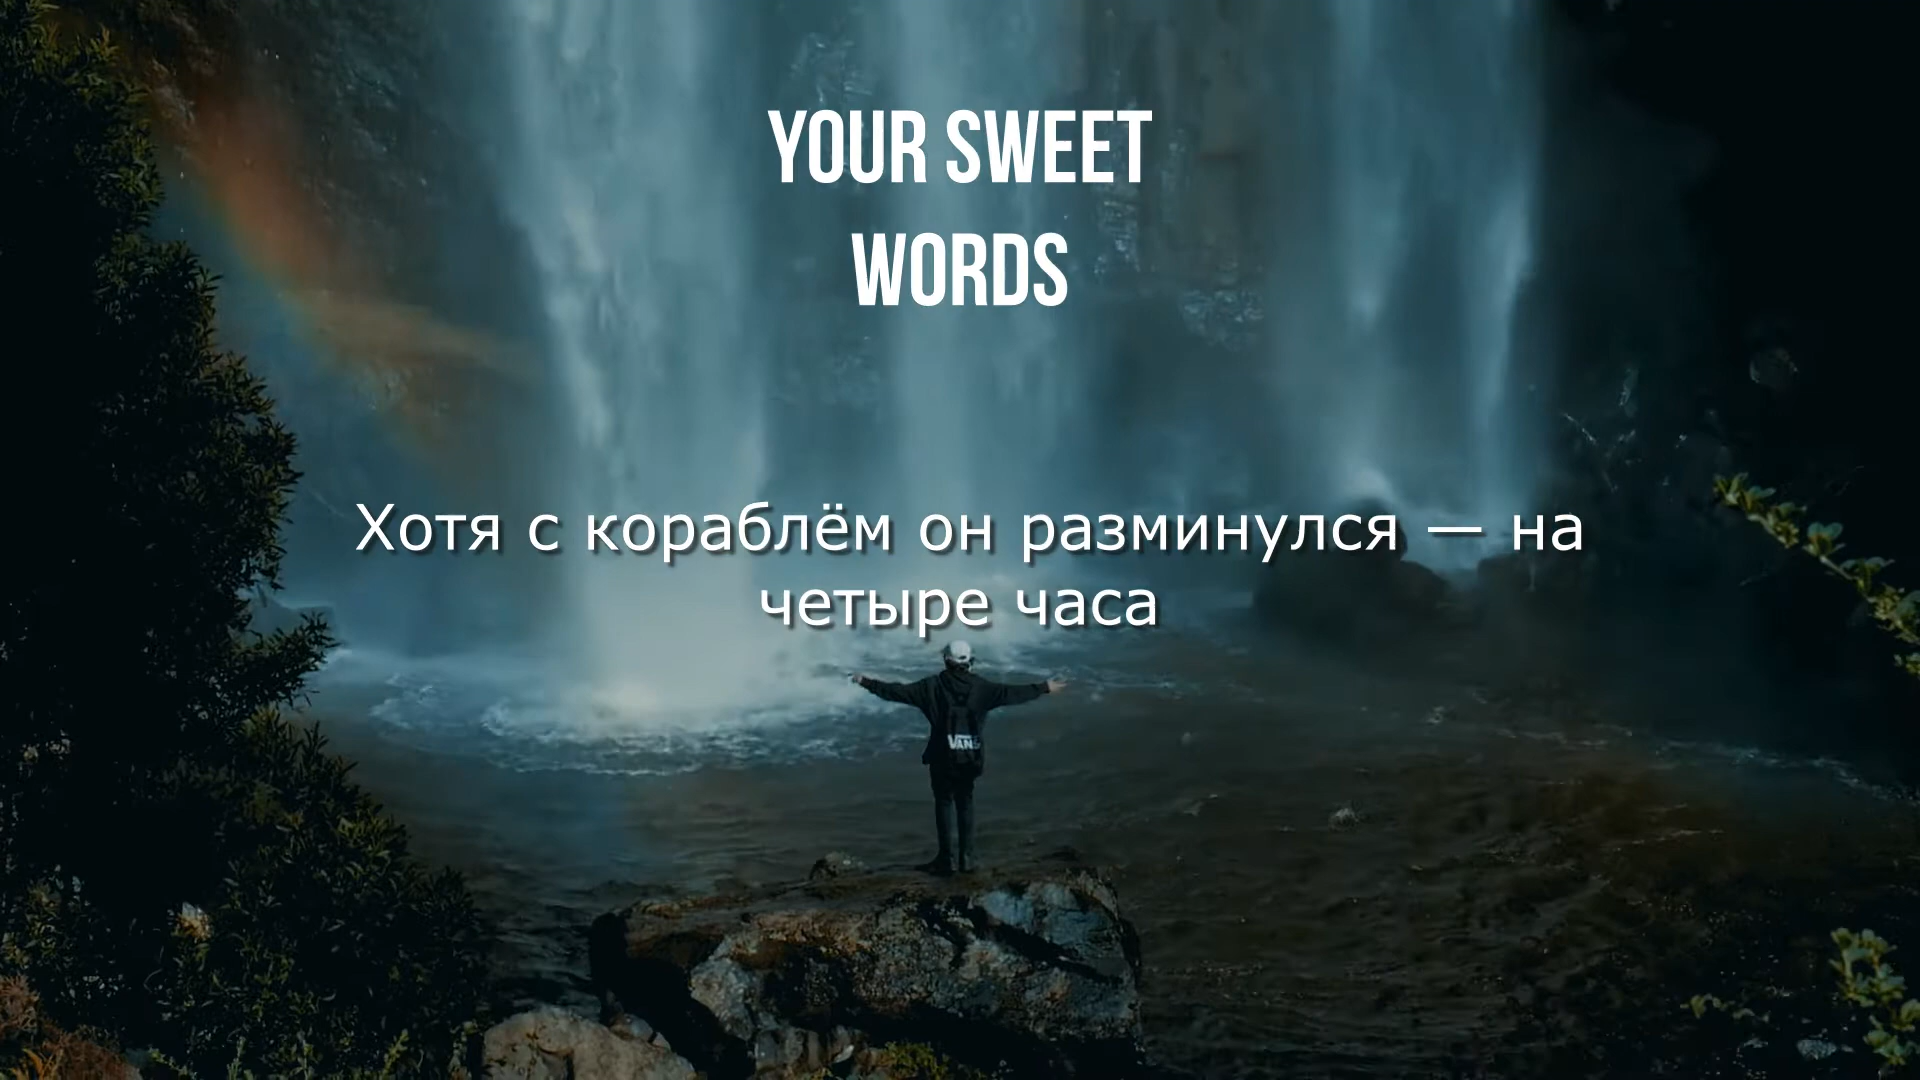 YOUR SWEET
WORDS
Хотя с кораблём он разминулся — на
четыре часа
VANS